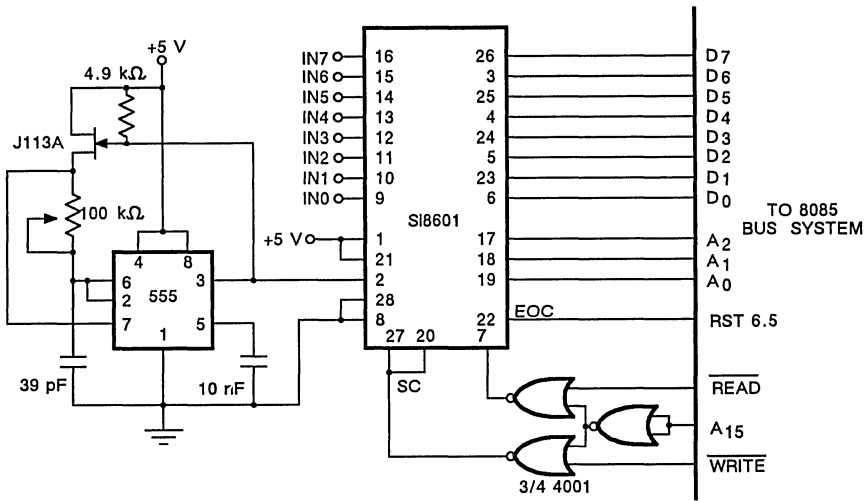 +5 V
4.9 kΩ
J113A
100 kΩ
4 8
6 3
2
555
7 5
1
39 pF
10 nF
IN7 16 26 D7
IN6 15 3 D6
IN5 14 25 D5
IN4 13 4 D4
IN3 12 24 D3
IN2 11 5 D2
IN1 10 23 D1
IN0 9 6 D0
SI8601
TO 8085
BUS SYSTEM
+5 V 1 17 A2
21 18 A1
2 19 A0
28
8 22 EOC RST 6.5
27 20 7
SC
READ
A15
WRITE
3/4 4001